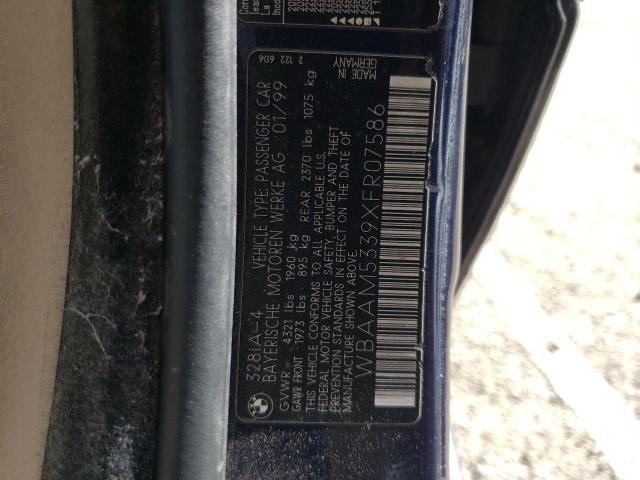 328IA-4
VEHICLE TYPE: PASSENGER CAR
BAYERISCHE MOTOREN WERKE AG 01/99
GVWR 4321 lbs 1960 kg
GAWR FRONT 1973 lbs 895 kg REAR 2370 lbs 1075 kg
THIS VEHICLE CONFORMS TO ALL APPLICABLE U.S.
FEDERAL MOTOR VEHICLE SAFETY, BUMPER AND THEFT
PREVENTION STANDARDS IN EFFECT ON THE DATE OF
MANUFACTURE SHOWN ABOVE.
WBAAM5339XFR07586
2 122 606
MADE IN
GERMANY